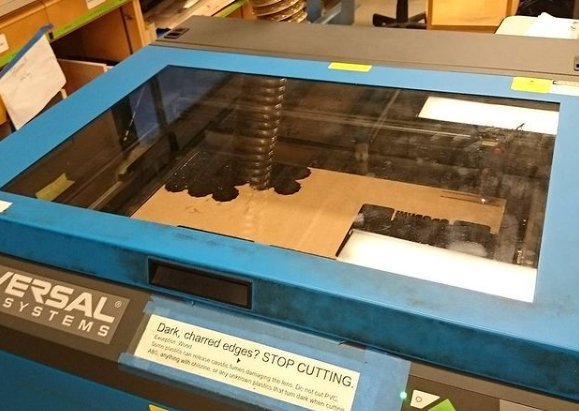 VERSAL®
SYSTEMS
Dark, charred edges? STOP CUTTING.
Exception: Wood
Some plastics can release caustic fumes damaging the lens. Do not cut PVC,
ABS, anything with chlorine, or any unknown plastics that turn dark when cutting.